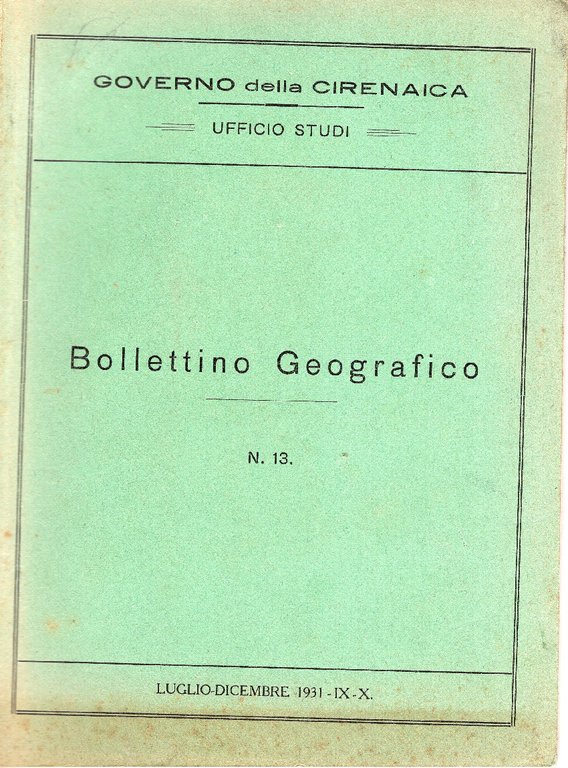 GOVERNO della CIRENAICA
UFFICIO STUDI
Bollettino Geografico
N. 13.
LUGLIO-DICEMBRE 1931 - IX - X.